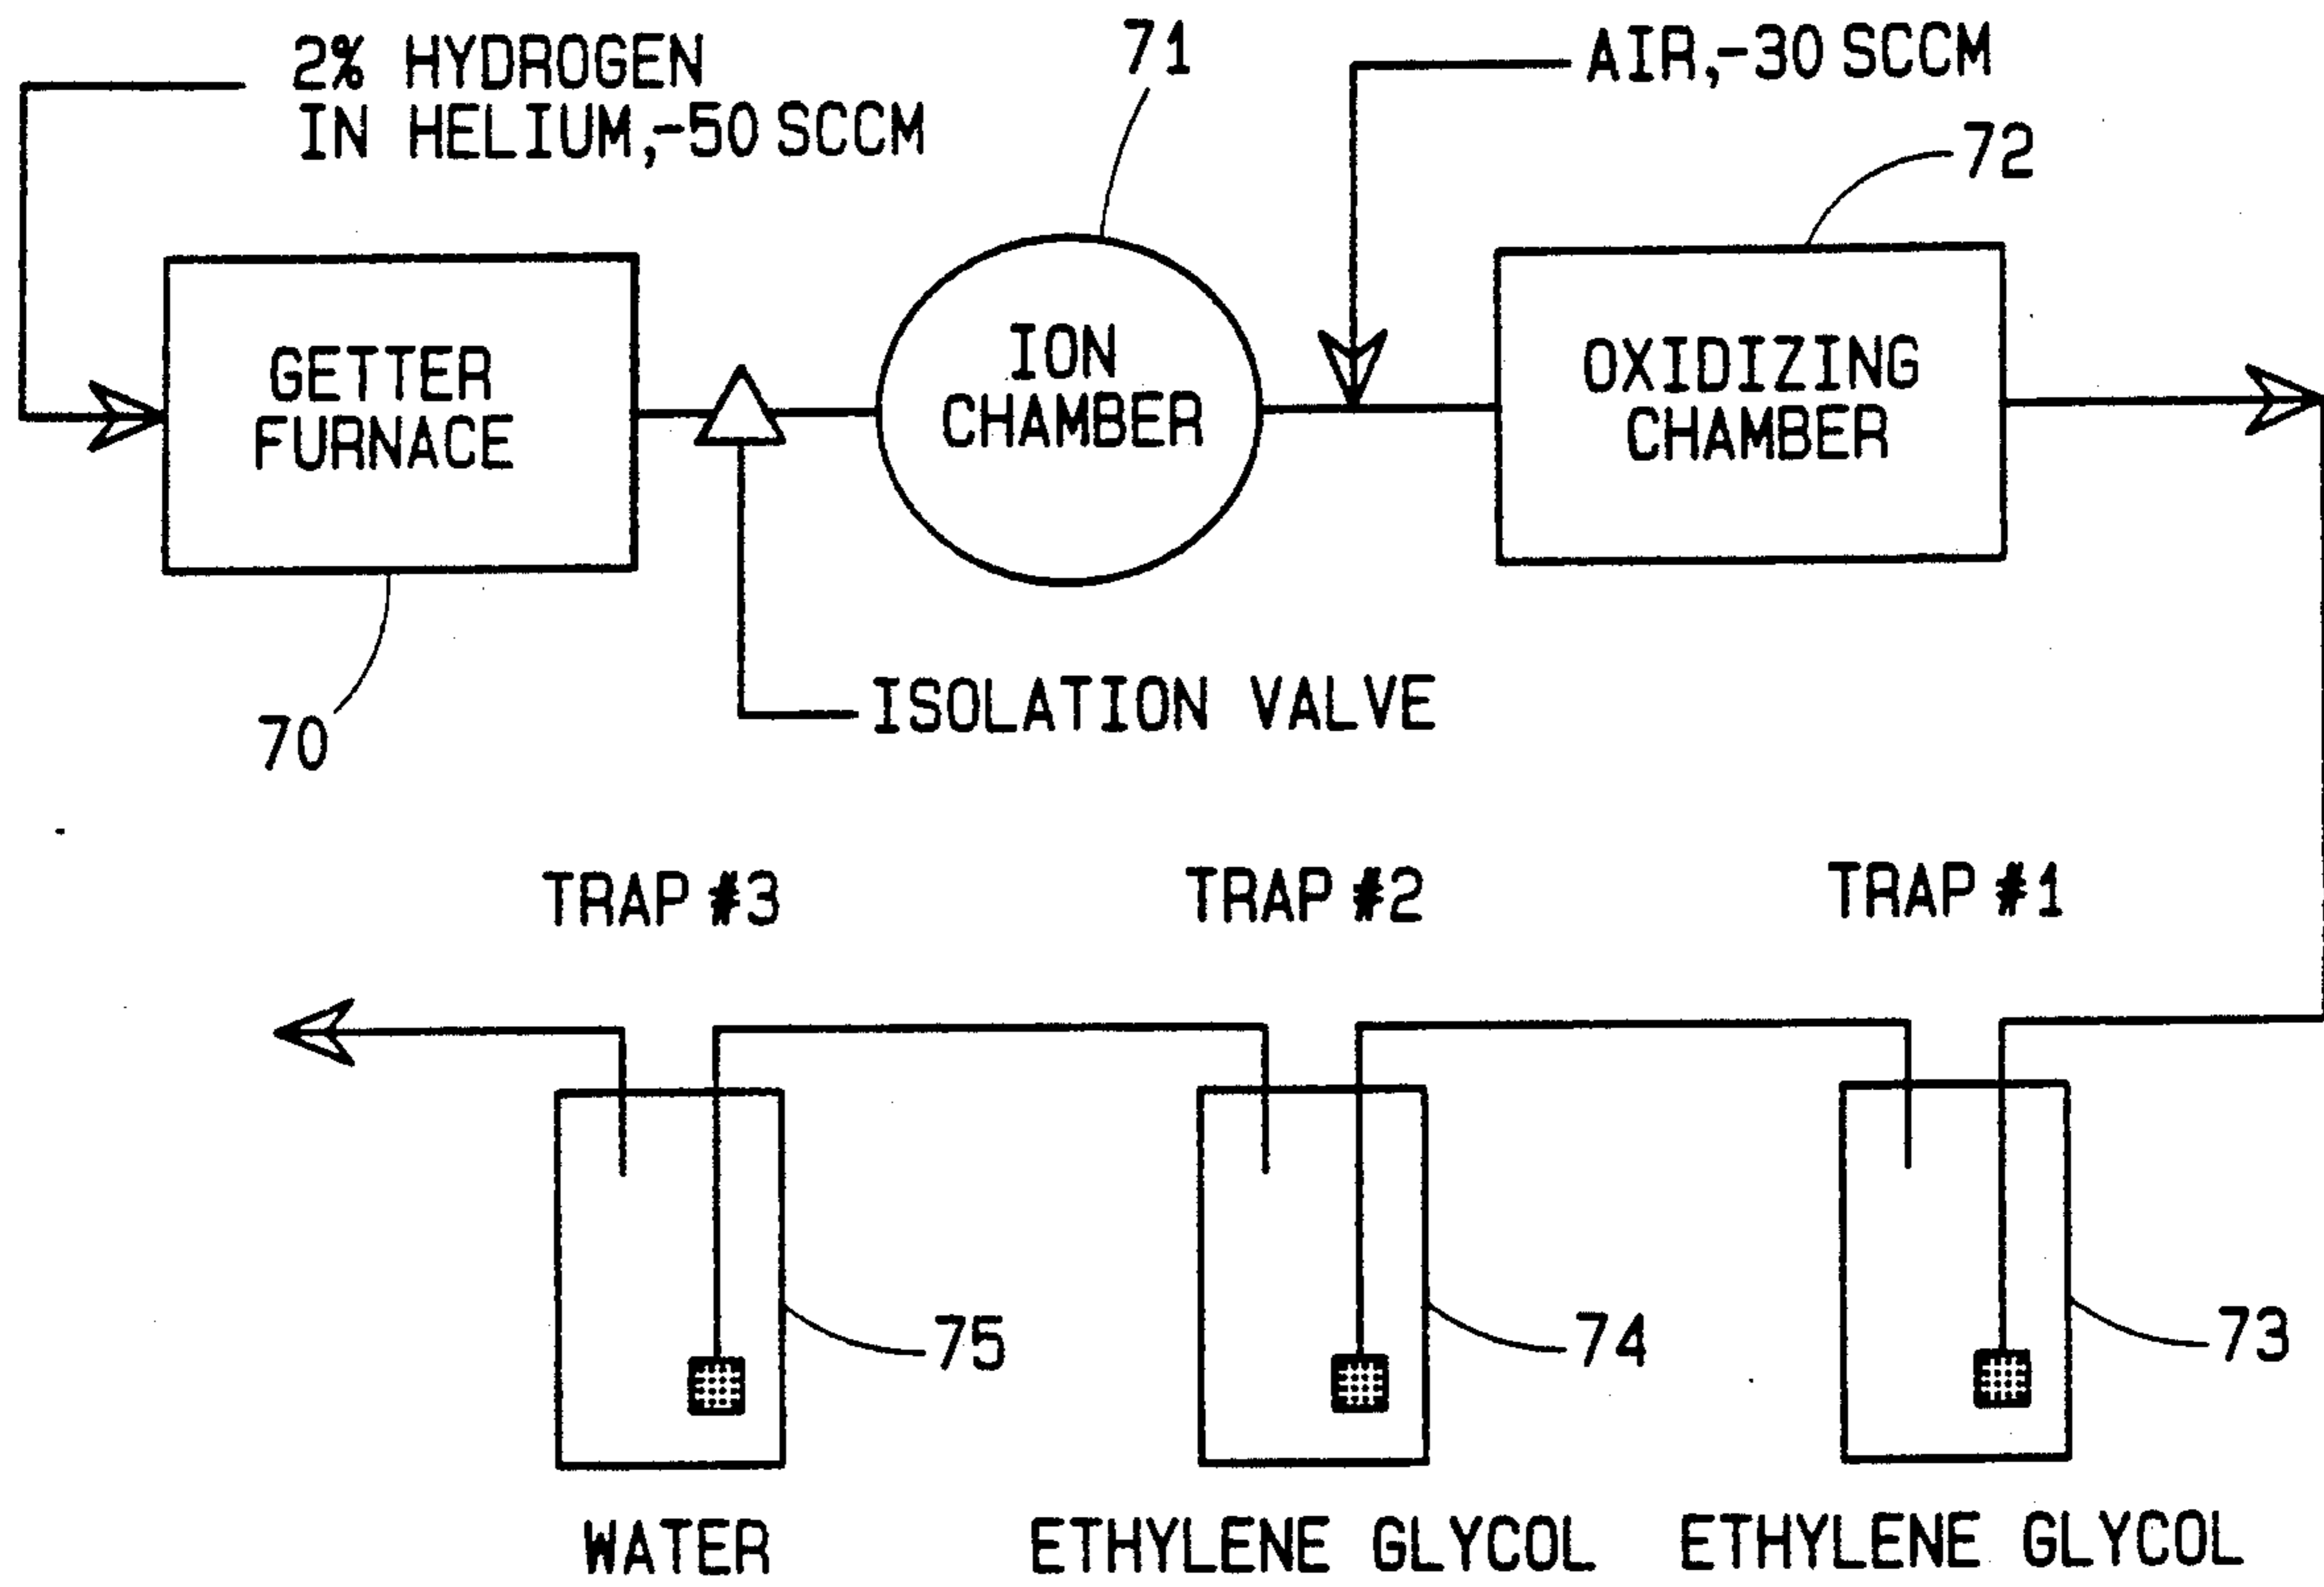 2% HYDROGEN
IN HELIUM,-50 SCCM
71
AIR,-30 SCCM
72
GETTER
FURNACE
ION
CHAMBER
OXIDIZING
CHAMBER
70
ISOLATION VALVE
TRAP #3
TRAP #2
TRAP #1
75
74
73
WATER
ETHYLENE GLYCOL
ETHYLENE GLYCOL